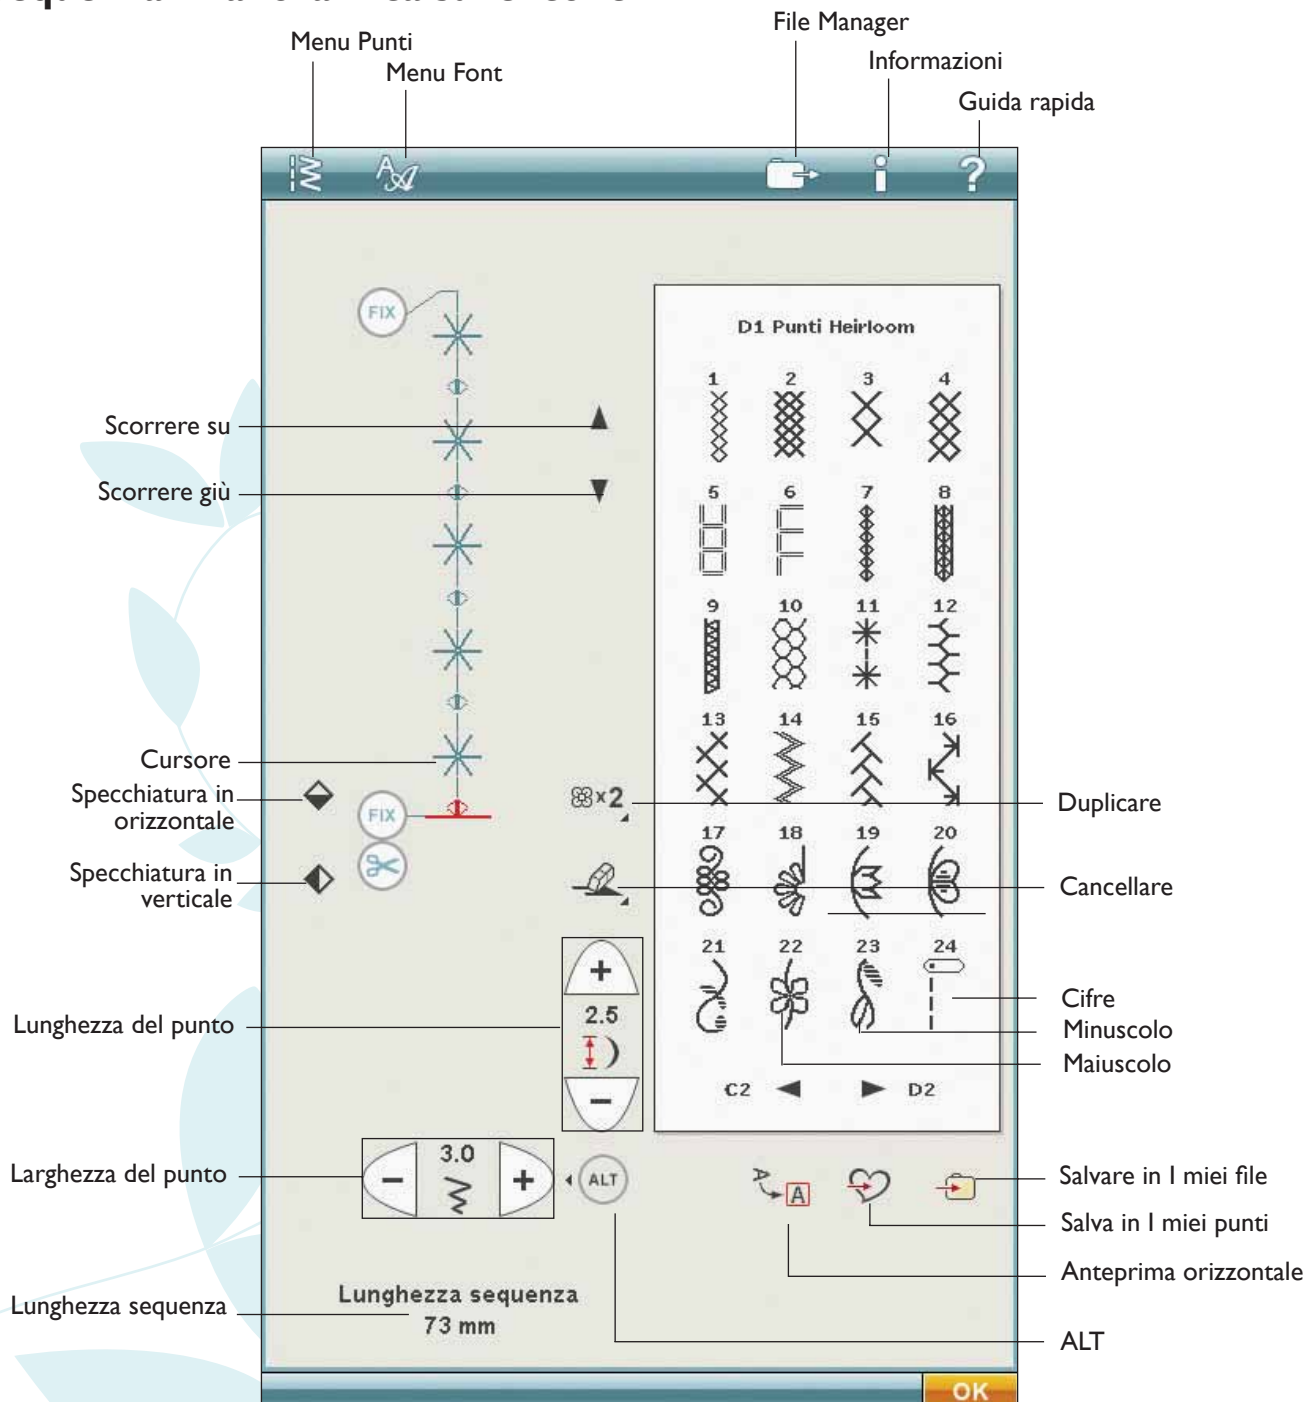 File Manager
Menu Punti
Informazioni
Menu Font
Guida rapida
A
i
?
FIX
D1 Punti Heirloom
1 2 3 4
Scorrere su
Scorrere giù
5 6 7 8
9 10 11 12
13 14 15 16
Cursore
Specchiatura in
orizzontale
FIX
×2
Duplicare
17 18 19 20
Specchiatura in
verticale
Cancellare
21 22 23 24
+
2.5
Lunghezza del punto
Cifre
Minuscolo
Maiuscolo
−
C2 D2
3.0
Larghezza del punto
− +
ALT
A
A
Salvare in I miei file
Salva in I miei punti
Anteprima orizzontale
Lunghezza sequenza
Lunghezza sequenza
73 mm
ALT
OK